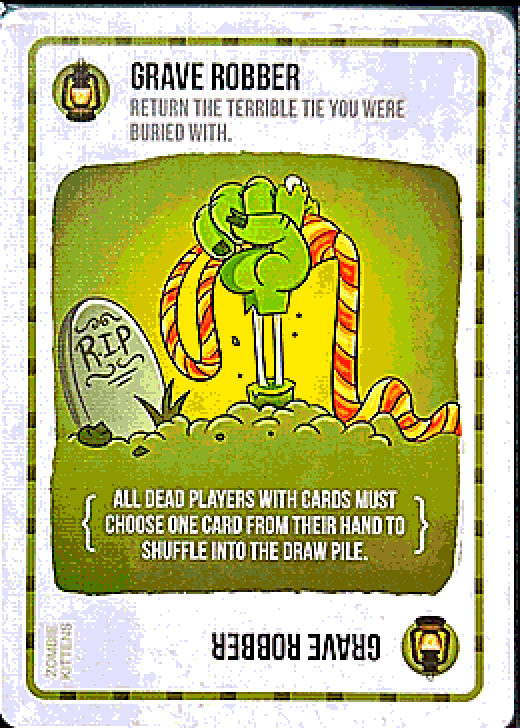 GRAVE ROBBER
RETURN THE TERRIBLE TIE YOU WERE
BURIED WITH.
R.I.P
ALL DEAD PLAYERS WITH CARDS MUST
CHOOSE ONE CARD FROM THEIR HAND TO
SHUFFLE INTO THE DRAW PILE.
ZOMBIE
KITTENS
GRAVE ROBBER